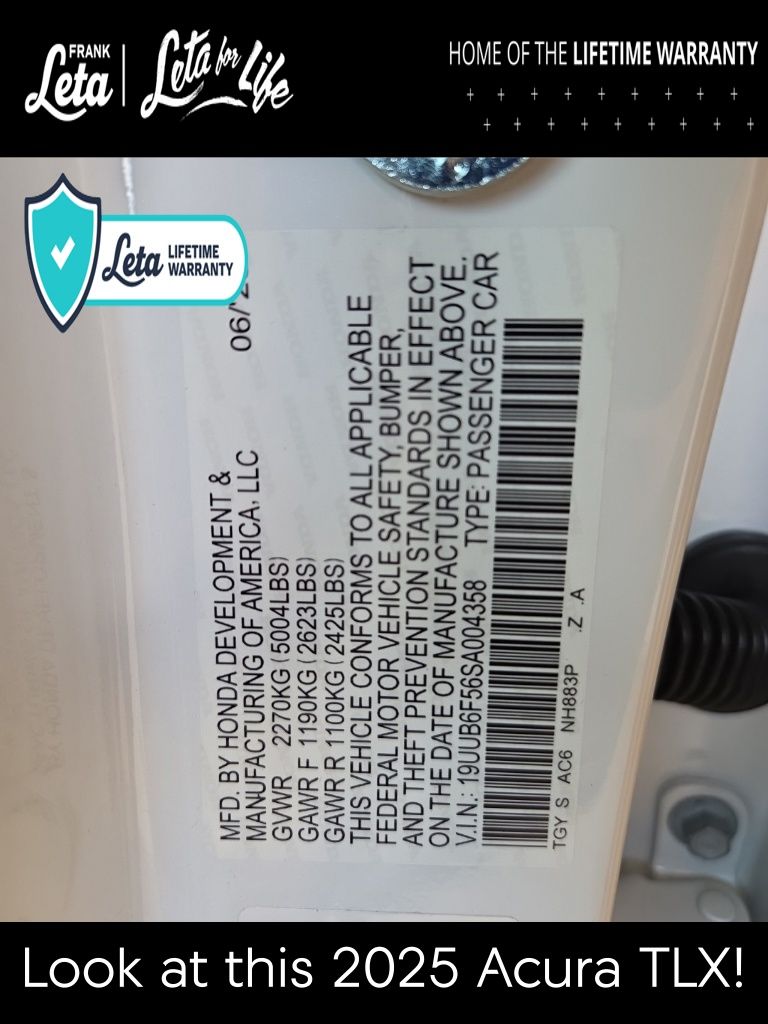 FRANK
Leta
Leta for Life
HOME OF THE LIFETIME WARRANTY
Leta LIFETIME
WARRANTY
MFD. BY HONDA DEVELOPMENT &
MANUFACTURING OF AMERICA, LLC
GVWR 2270KG (5004LBS)
GAWR F 1190KG (2623LBS)
GAWR R 1100KG (2425LBS)
THIS VEHICLE CONFORMS TO ALL APPLICABLE
FEDERAL MOTOR VEHICLE SAFETY, BUMPER,
AND THEFT PREVENTION STANDARDS IN EFFECT
ON THE DATE OF MANUFACTURE SHOWN ABOVE.
V.I.N.: 19UUB6F56SA004358 TYPE: PASSENGER CAR
TGY S AC6 NH883P .Z .A
Look at this 2025 Acura TLX!